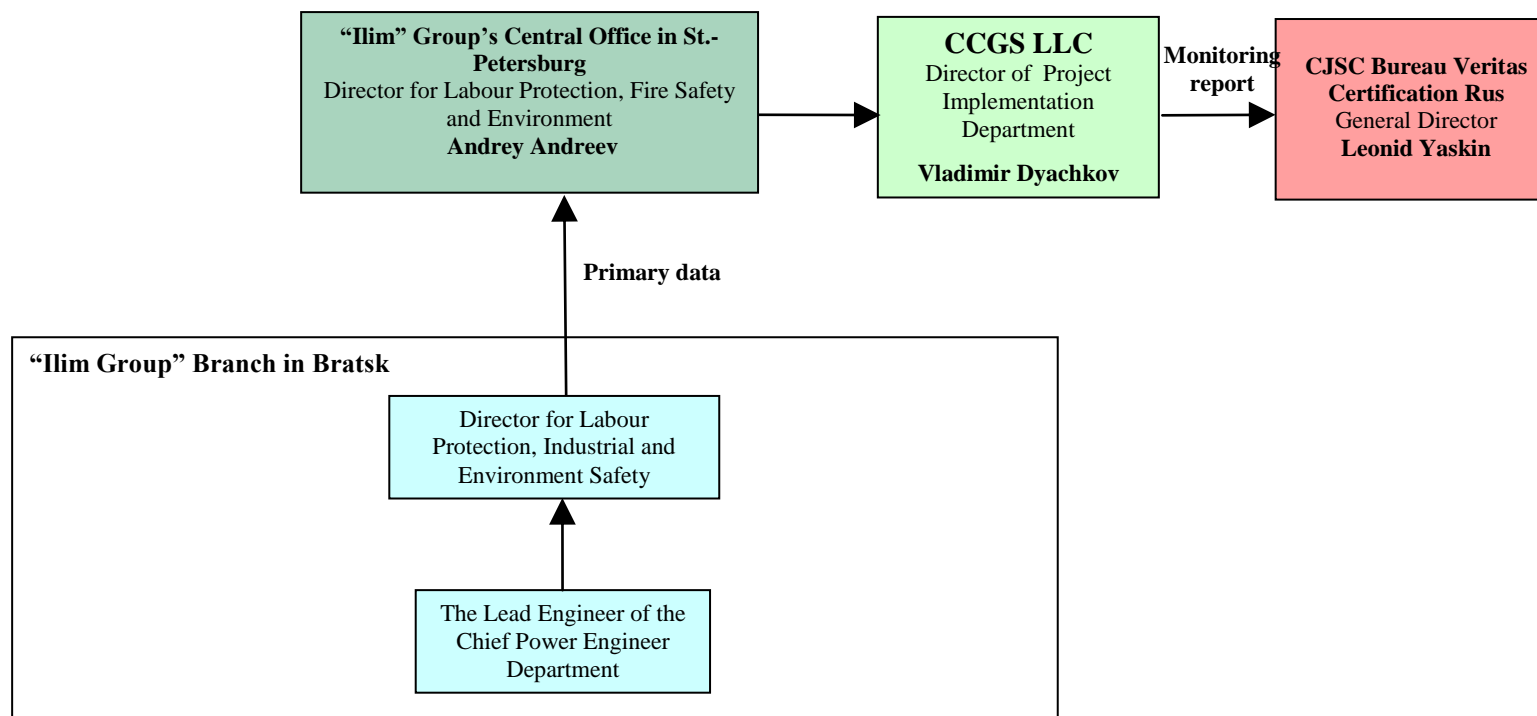 “Ilim” Group’s Central Office in St.-
Petersburg
Director for Labour Protection, Fire Safety
and Environment
Andrey Andreev
CCGS LLC
Director of Project
Implementation
Department
Vladimir Dyachkov
Monitoring
report
CJSC Bureau Veritas
Certification Rus
General Director
Leonid Yaskin
Primary data
“Ilim Group” Branch in Bratsk
Director for Labour
Protection, Industrial and
Environment Safety
The Lead Engineer of the
Chief Power Engineer
Department